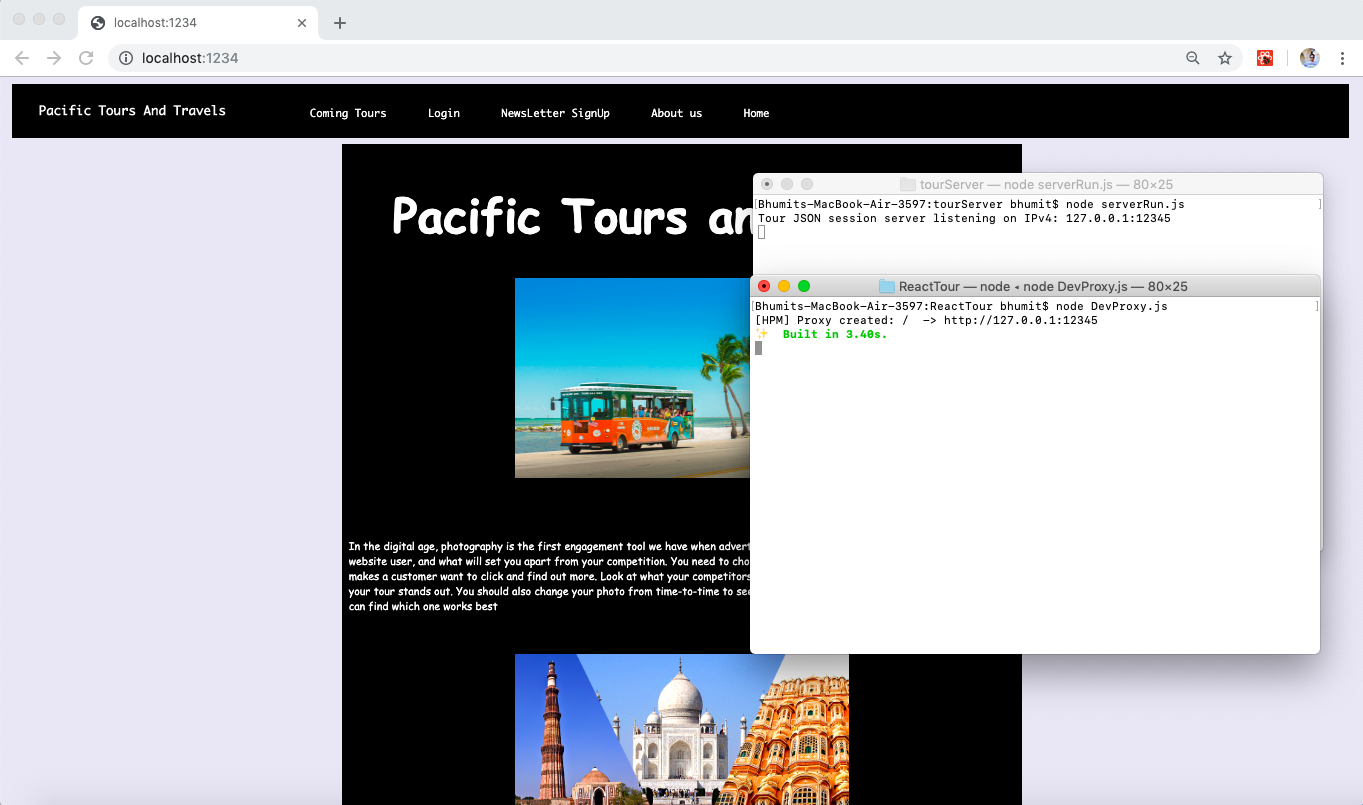 localhost:1234
localhost:1234
Pacific Tours And Travels
Coming Tours
Login
NewsLetter SignUp
About us
Home
Pacific Tours an
tourServer — node serverRun.js — 80×25
[Bhumits-MacBook-Air-3597:tourServer bhumit$ node serverRun.js ]
Tour JSON session server listening on IPv4: 127.0.0.1:12345
ReactTour — node ◂ node DevProxy.js — 80×25
[Bhumits-MacBook-Air-3597:ReactTour bhumit$ node DevProxy.js ]
[HPM] Proxy created: /  -> http://127.0.0.1:12345
✨  Built in 3.40s.
In the digital age, photography is the first engagement tool we have when advert
website user, and what will set you apart from your competition. You need to cho
makes a customer want to click and find out more. Look at what your competitors
your tour stands out. You should also change your photo from time-to-time to see
can find which one works best